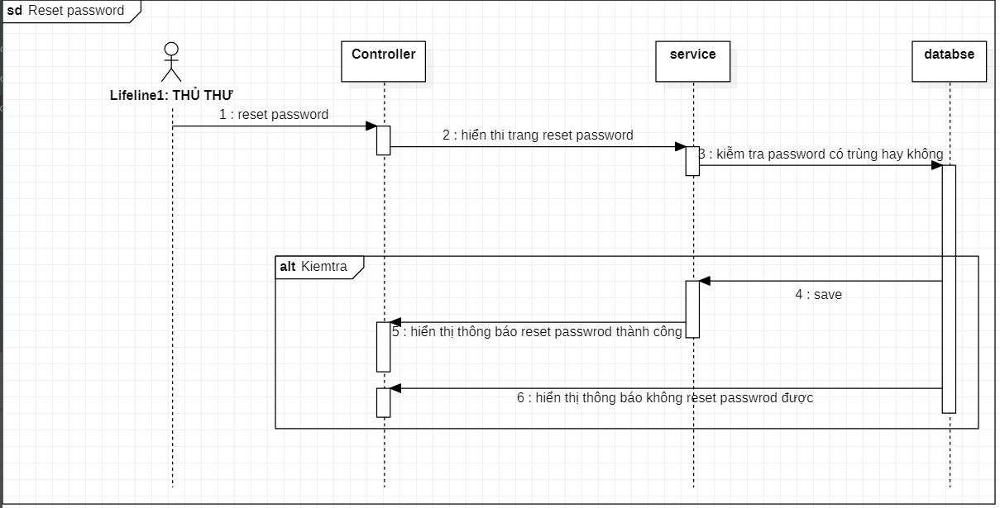 sd Reset password
Controller
service
databse
Lifeline1: THỦ THƯ
1 : reset password
2 : hiển thi trang reset password
3 : kiễm tra password có trùng hay không
alt Kiemtra
4 : save
5 : hiển thị thông báo reset passwrod thành công
6 : hiển thị thông báo không reset passwrod được